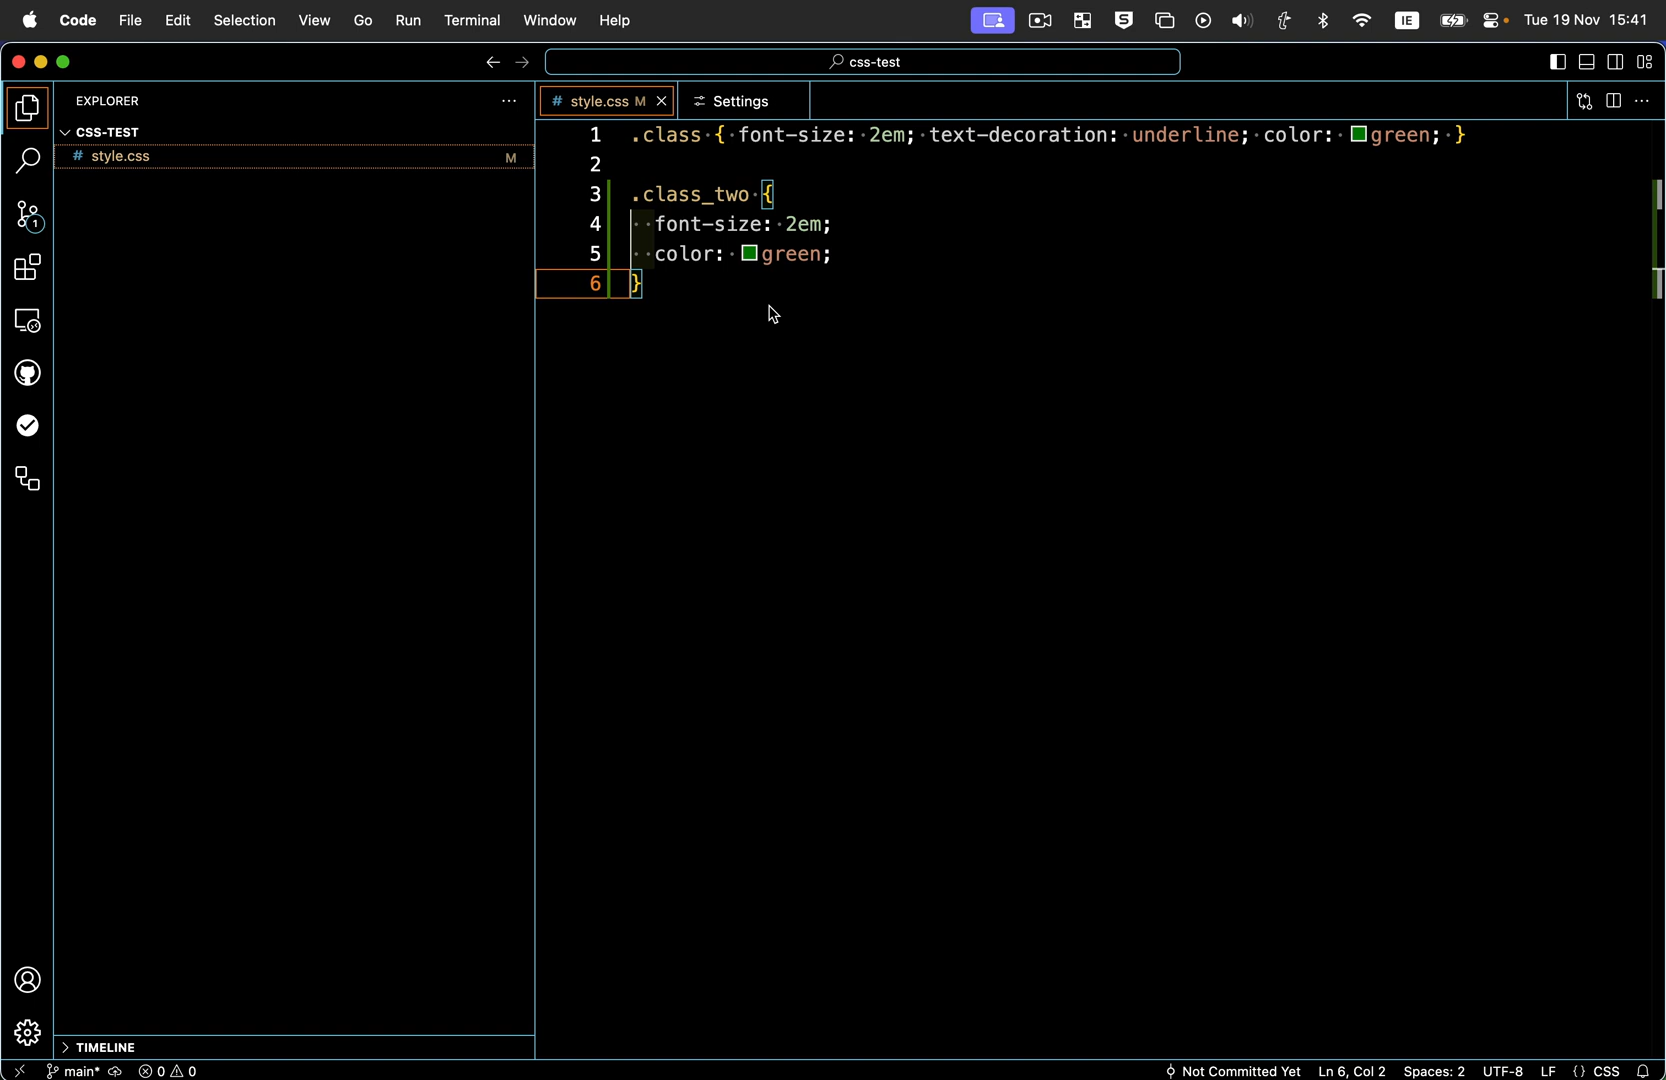 Code File Edit Selection View Go Run Terminal Window Help IE Tue 19 Nov 15:41
css-test
EXPLORER
CSS-TEST
# style.css M
1
# style.css M Settings
1 .class { font-size: 2em; text-decoration: underline; color: green; }
2
3 .class_two {
4 font-size: 2em;
5 color: green;
6 }
TIMELINE
main* 0 0 Not Committed Yet Ln 6, Col 2 Spaces: 2 UTF-8 LF {} CSS